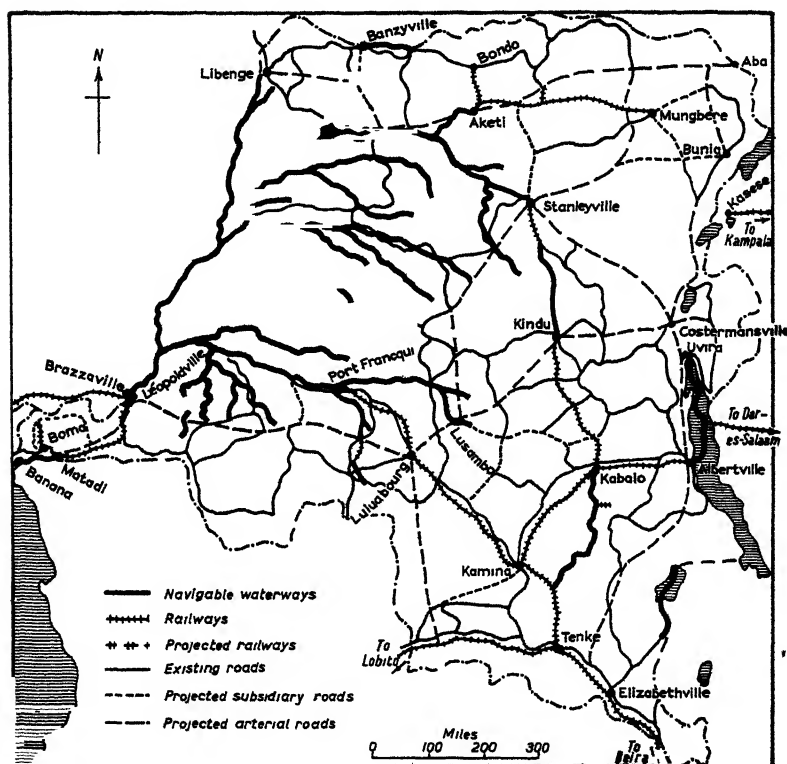 N
Banzyville
Bondo
Aba
Libenge
Aketi
Mungbere
Bunia
Stanleyville
Kasese
To
Kampala
Kindu
Costermansville
Uvira
Brazzaville
Léopoldville
Port Francqui
To Dar-
es-Salaam
Boma
Matadi
Banana
Lusambo
Luluabourg
Kabalo
Albertville
Kamina
Navigable waterways
Railways
Projected railways
Existing roads
Projected subsidiary roads
Projected arterial roads
To
Lobito
Tenke
Elizabethville
Miles
0 100 200 300
To
Beira